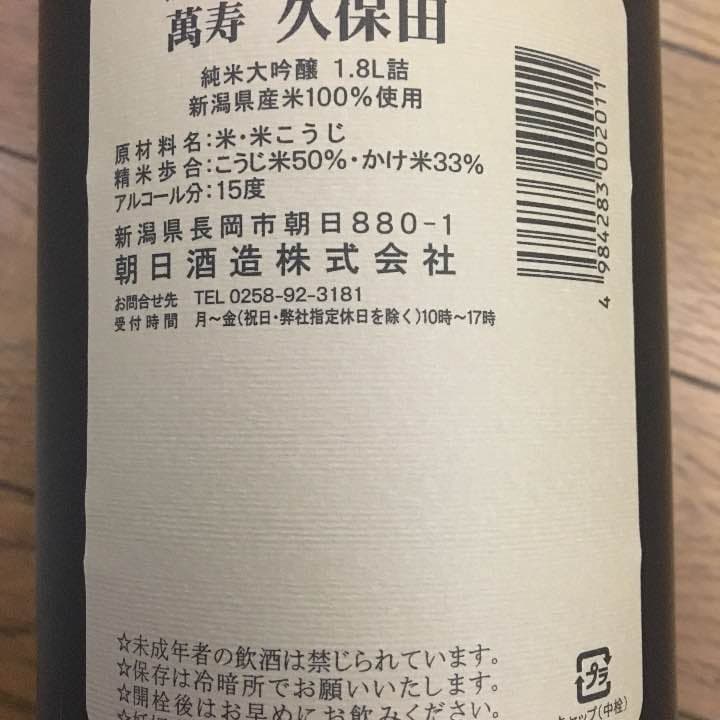 萬寿 久保田
純米大吟醸 1.8L詰
新潟県産米100%使用
原材料名:米・米こうじ
精米歩合:こうじ米50%・かけ米33%
アルコール分:15度
新潟県長岡市朝日880-1
朝日酒造株式会社
お問合せ先 TEL 0258-92-3181
受付時間 月～金(祝日・弊社指定休日を除く)10時～17時
4 984283 002011
☆未成年者の飲酒は禁じられています。
☆保存は冷暗所でお願いいたします。
☆開栓後はお早めにお飲みください。
プラ
キャップ(中栓)